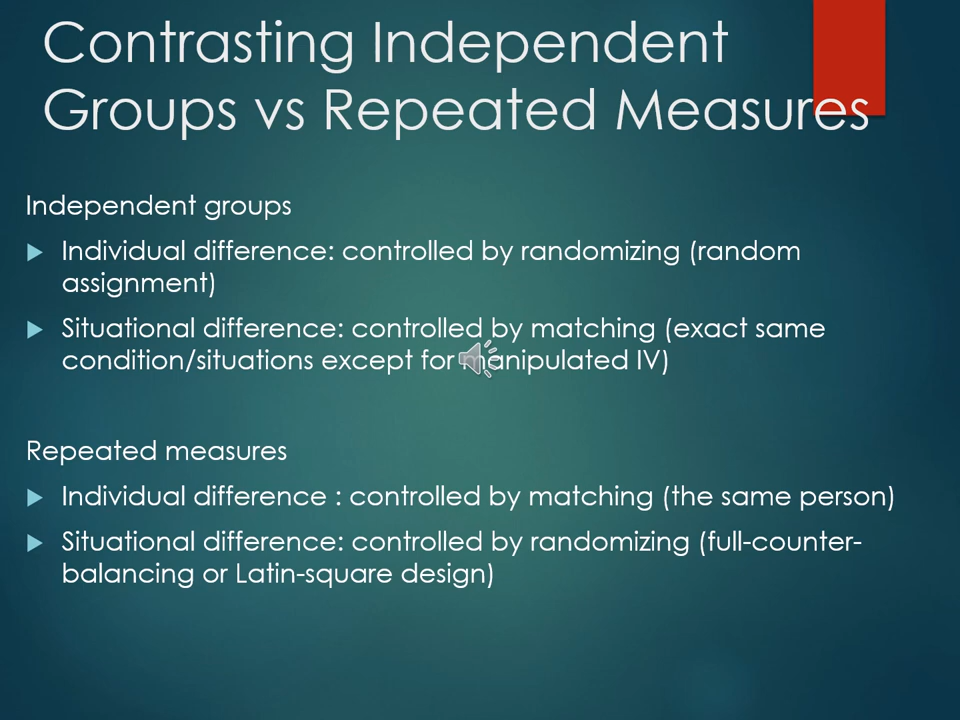 Contrasting Independent
Groups vs Repeated Measures
Independent groups
Individual difference: controlled by randomizing (random
assignment)
Situational difference: controlled by matching (exact same
condition/situations except for manipulated IV)
Repeated measures
Individual difference : controlled by matching (the same person)
Situational difference: controlled by randomizing (full-counter-
balancing or Latin-square design)